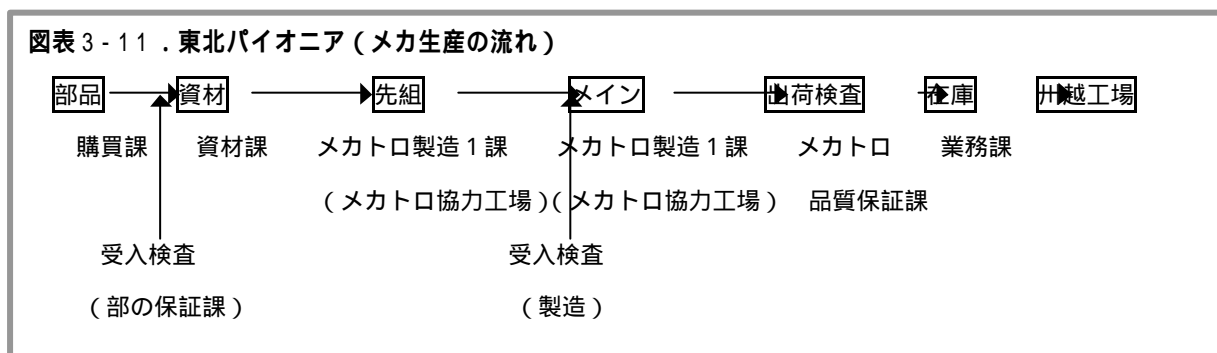 図表3-11.東北パイオニア(メカ生産の流れ)
部品 資材 先組 メイン 出荷検査 在庫 川越工場
購買課 資材課 メカトロ製造1課 メカトロ製造1課 メカトロ 業務課
(メカトロ協力工場)(メカトロ協力工場) 品質保証課
受入検査 受入検査
(部の保証課) (製造)